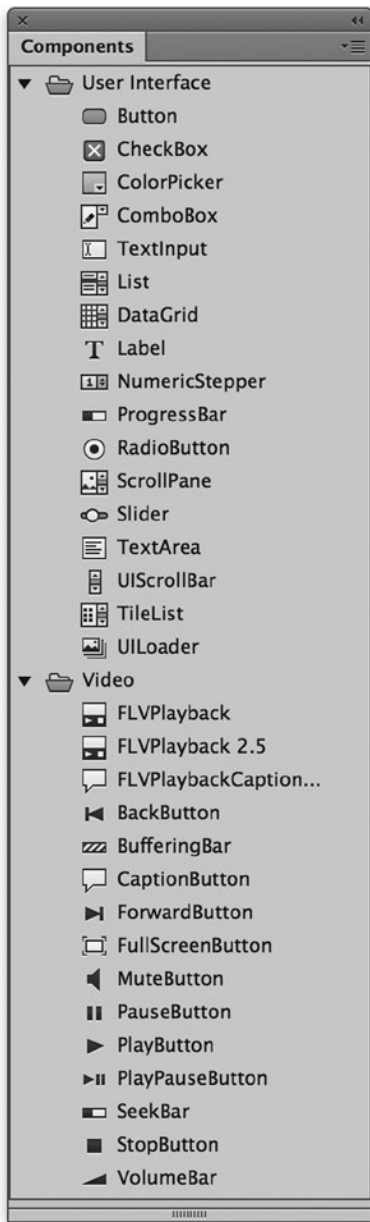 Components
User Interface
Button
CheckBox
ColorPicker
ComboBox
TextInput
List
DataGrid
Label
NumericStepper
ProgressBar
RadioButton
ScrollPane
Slider
TextArea
UIScrollBar
TileList
UILoader
Video
FLVPlayback
FLVPlayback 2.5
FLVPlaybackCaption...
BackButton
BufferingBar
CaptionButton
ForwardButton
FullScreenButton
MuteButton
PauseButton
PlayButton
PlayPauseButton
SeekBar
StopButton
VolumeBar